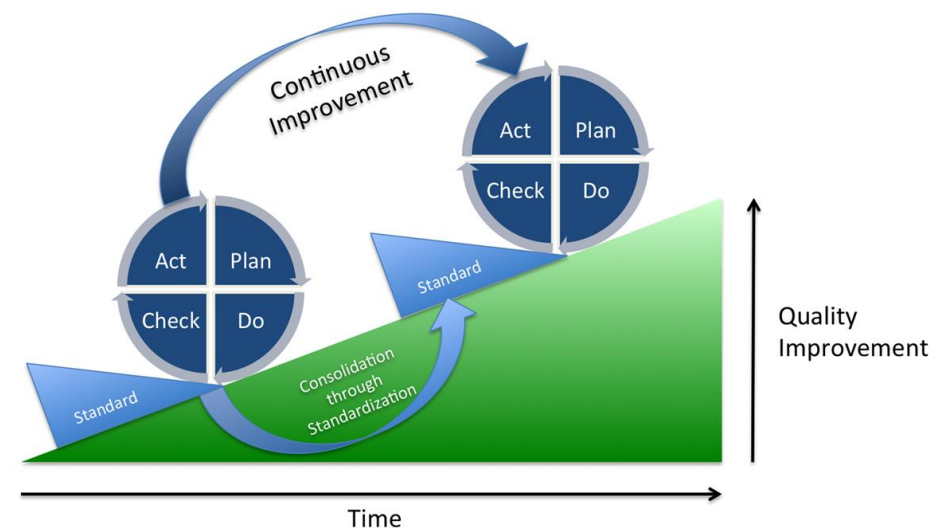 Continuous
Improvement
Act
Plan
Check
Do
Act
Plan
Check
Do
Standard
Standard
Consolidation
through
Standardization
Quality
Improvement
Time